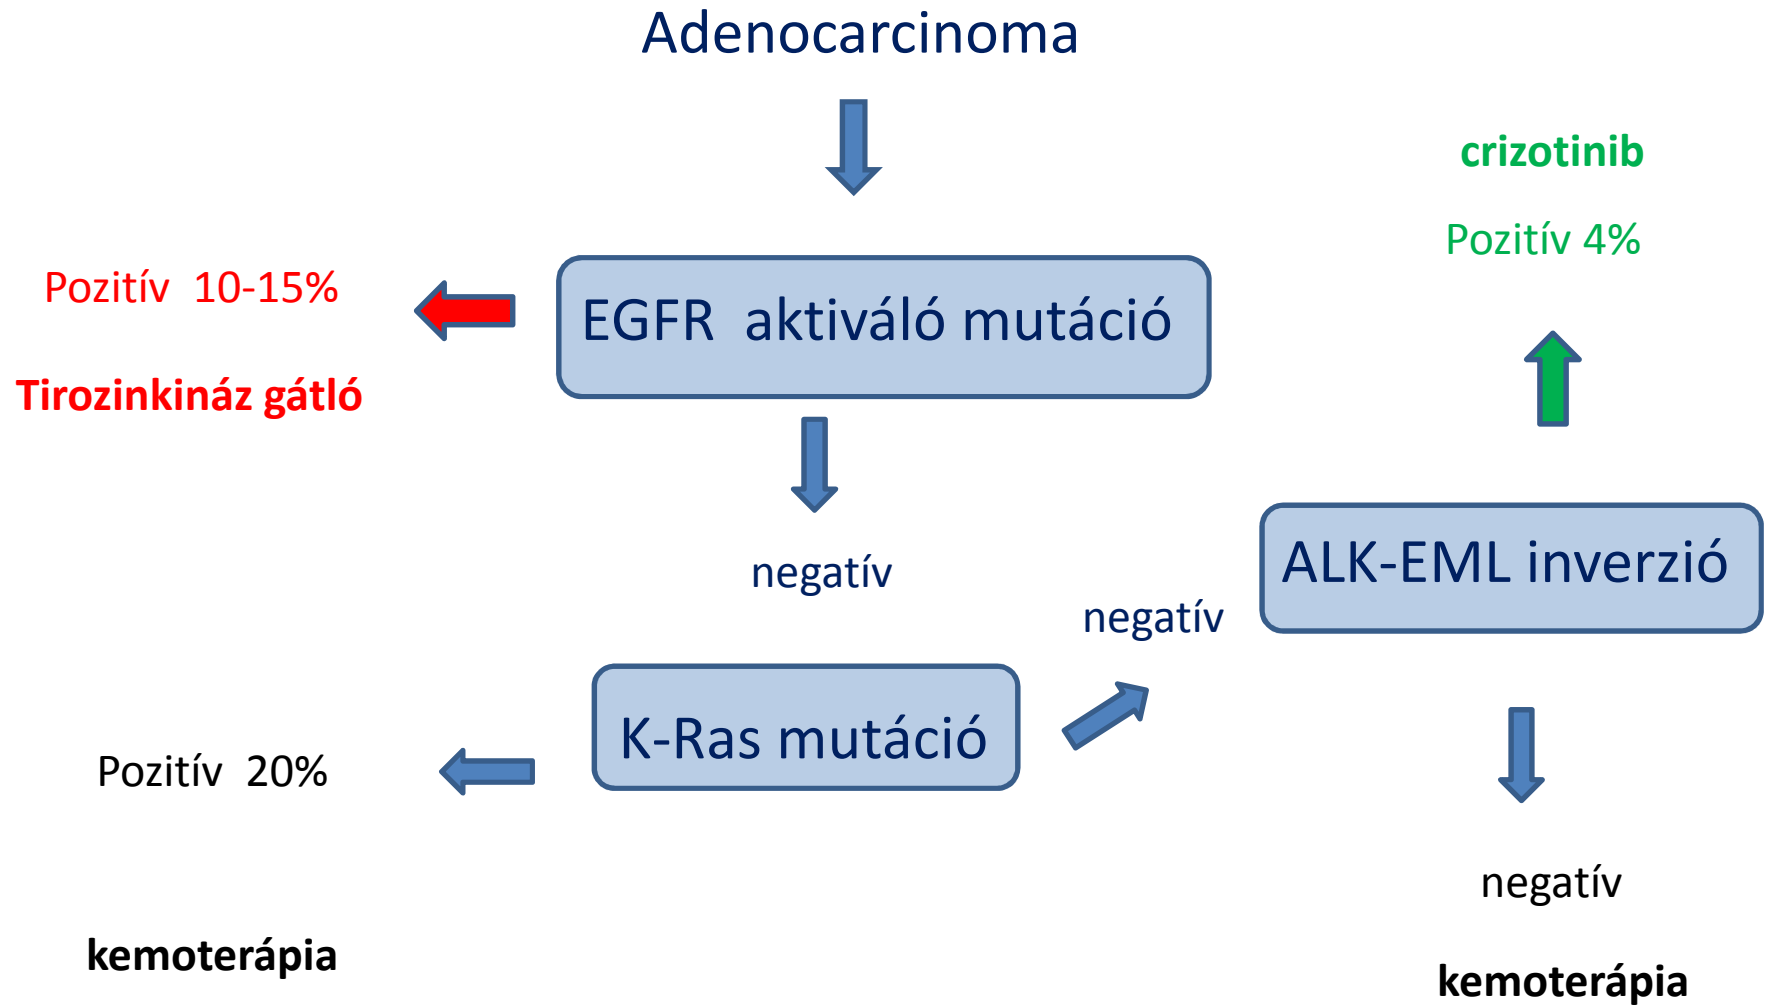 Adenocarcinoma
crizotinib
Pozitív 4%
Pozitív 10-15%
EGFR aktiváló mutáció
Tirozinkináz gátló
negatív
ALK-EML inverzió
negatív
K-Ras mutáció
Pozitív 20%
negatív
kemoterápia
kemoterápia